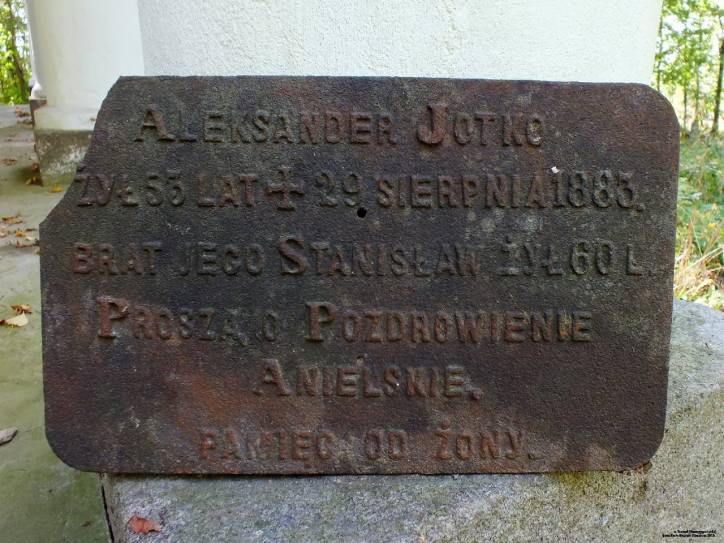 ALEKSANDER JOTKO
ŻYŁ 53 LAT ✝ 29 SIERPNIA 1883.
BRAT JEGO STANISŁAW ŻYŁ 60 L.
PROSZĄ O POZDROWIENIE
ANIELSKIE.
PAMIĘĆ OD ŻONY.